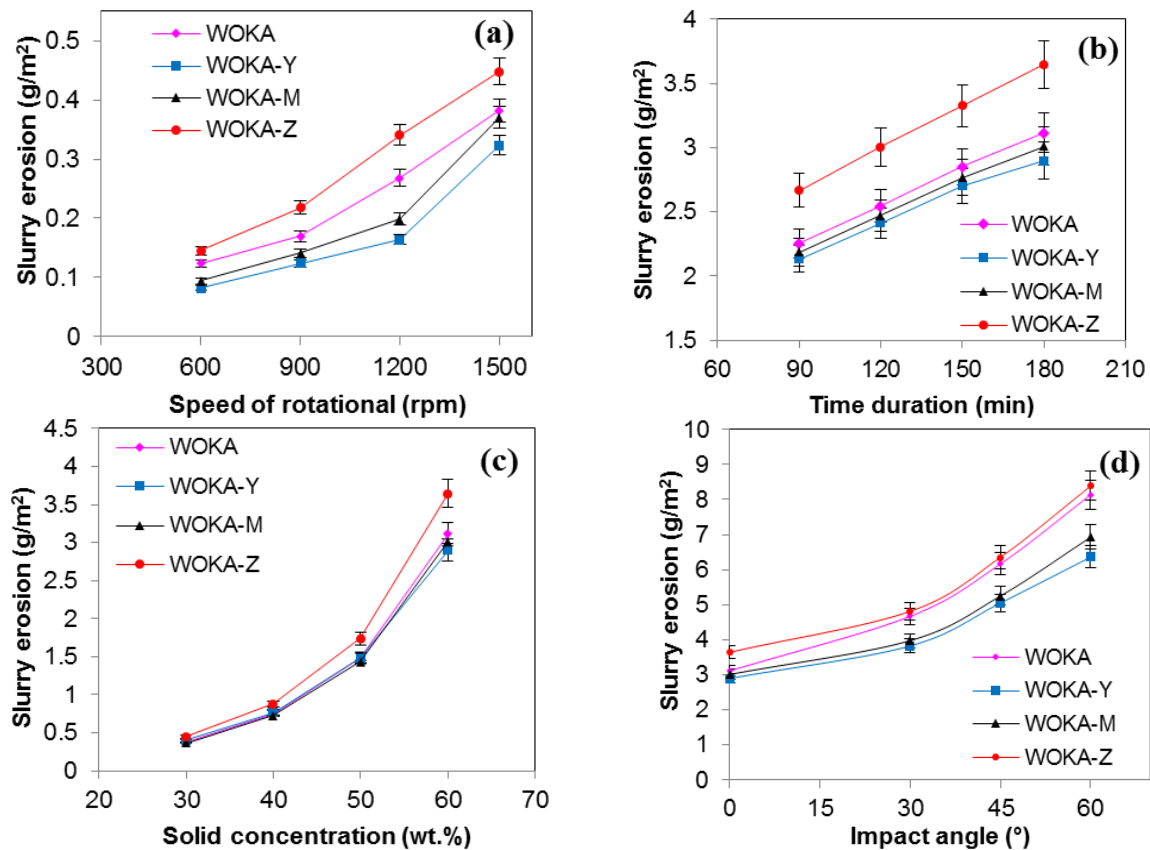 (a)
Slurry erosion (g/m²)
0.5
0.4
0.3
0.2
0.1
0
WOKA
WOKA-Y
WOKA-M
WOKA-Z
300 600 900 1200 1500
Speed of rotational (rpm)
(b)
Slurry erosion (g/m²)
4
3.5
3
2.5
2
1.5
WOKA
WOKA-Y
WOKA-M
WOKA-Z
60 90 120 150 180 210
Time duration (min)
(c)
Slurry erosion (g/m²)
4.5
4
3.5
3
2.5
2
1.5
1
0.5
0
WOKA
WOKA-Y
WOKA-M
WOKA-Z
20 30 40 50 60 70
Solid concentration (wt.%)
(d)
Slurry erosion (g/m²)
10
9
8
7
6
5
4
3
2
1
0
WOKA
WOKA-Y
WOKA-M
WOKA-Z
0 15 30 45 60
Impact angle (°)